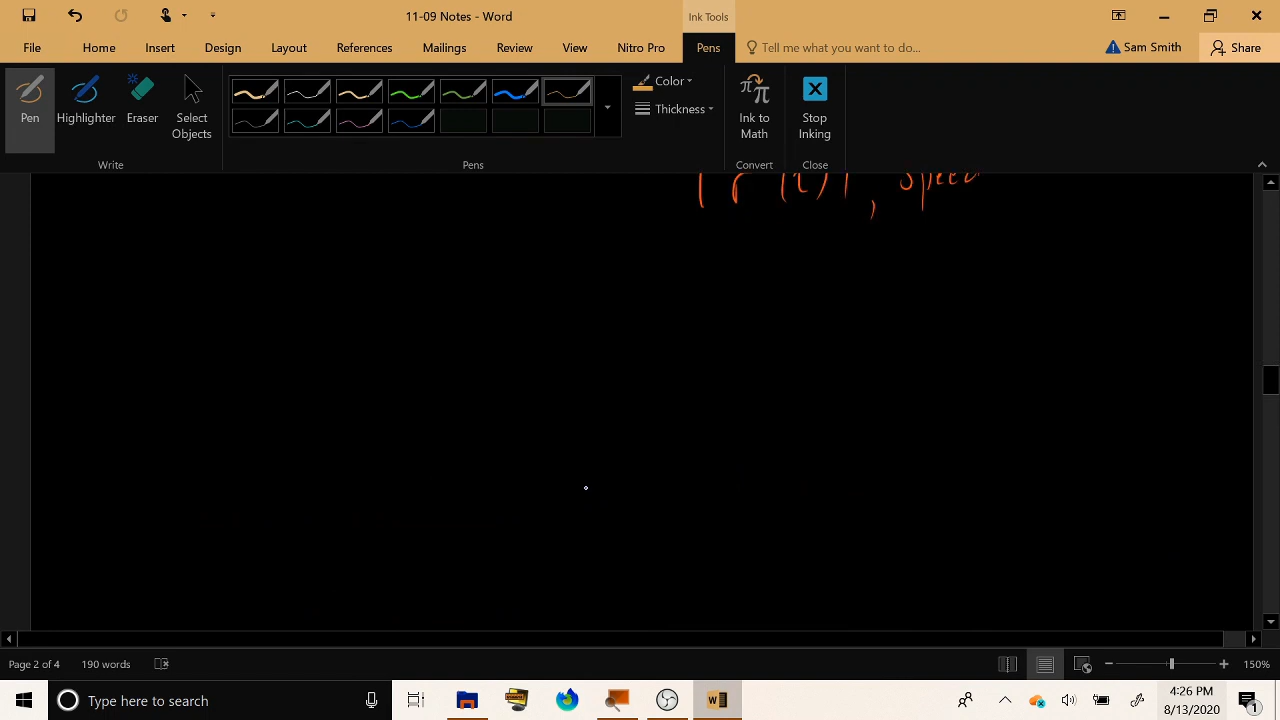 11-09 Notes - Word
Ink Tools
File Home Insert Design Layout References Mailings Review View Nitro Pro Pens Tell me what you want to do... Sam Smith Share
Pen Highlighter Eraser Select Objects
Color
Thickness
Ink to Math
Stop Inking
Write Pens Convert Close
, speed
Page 2 of 4 190 words 150%
Type here to search
4:26 PM
8/13/2020
1